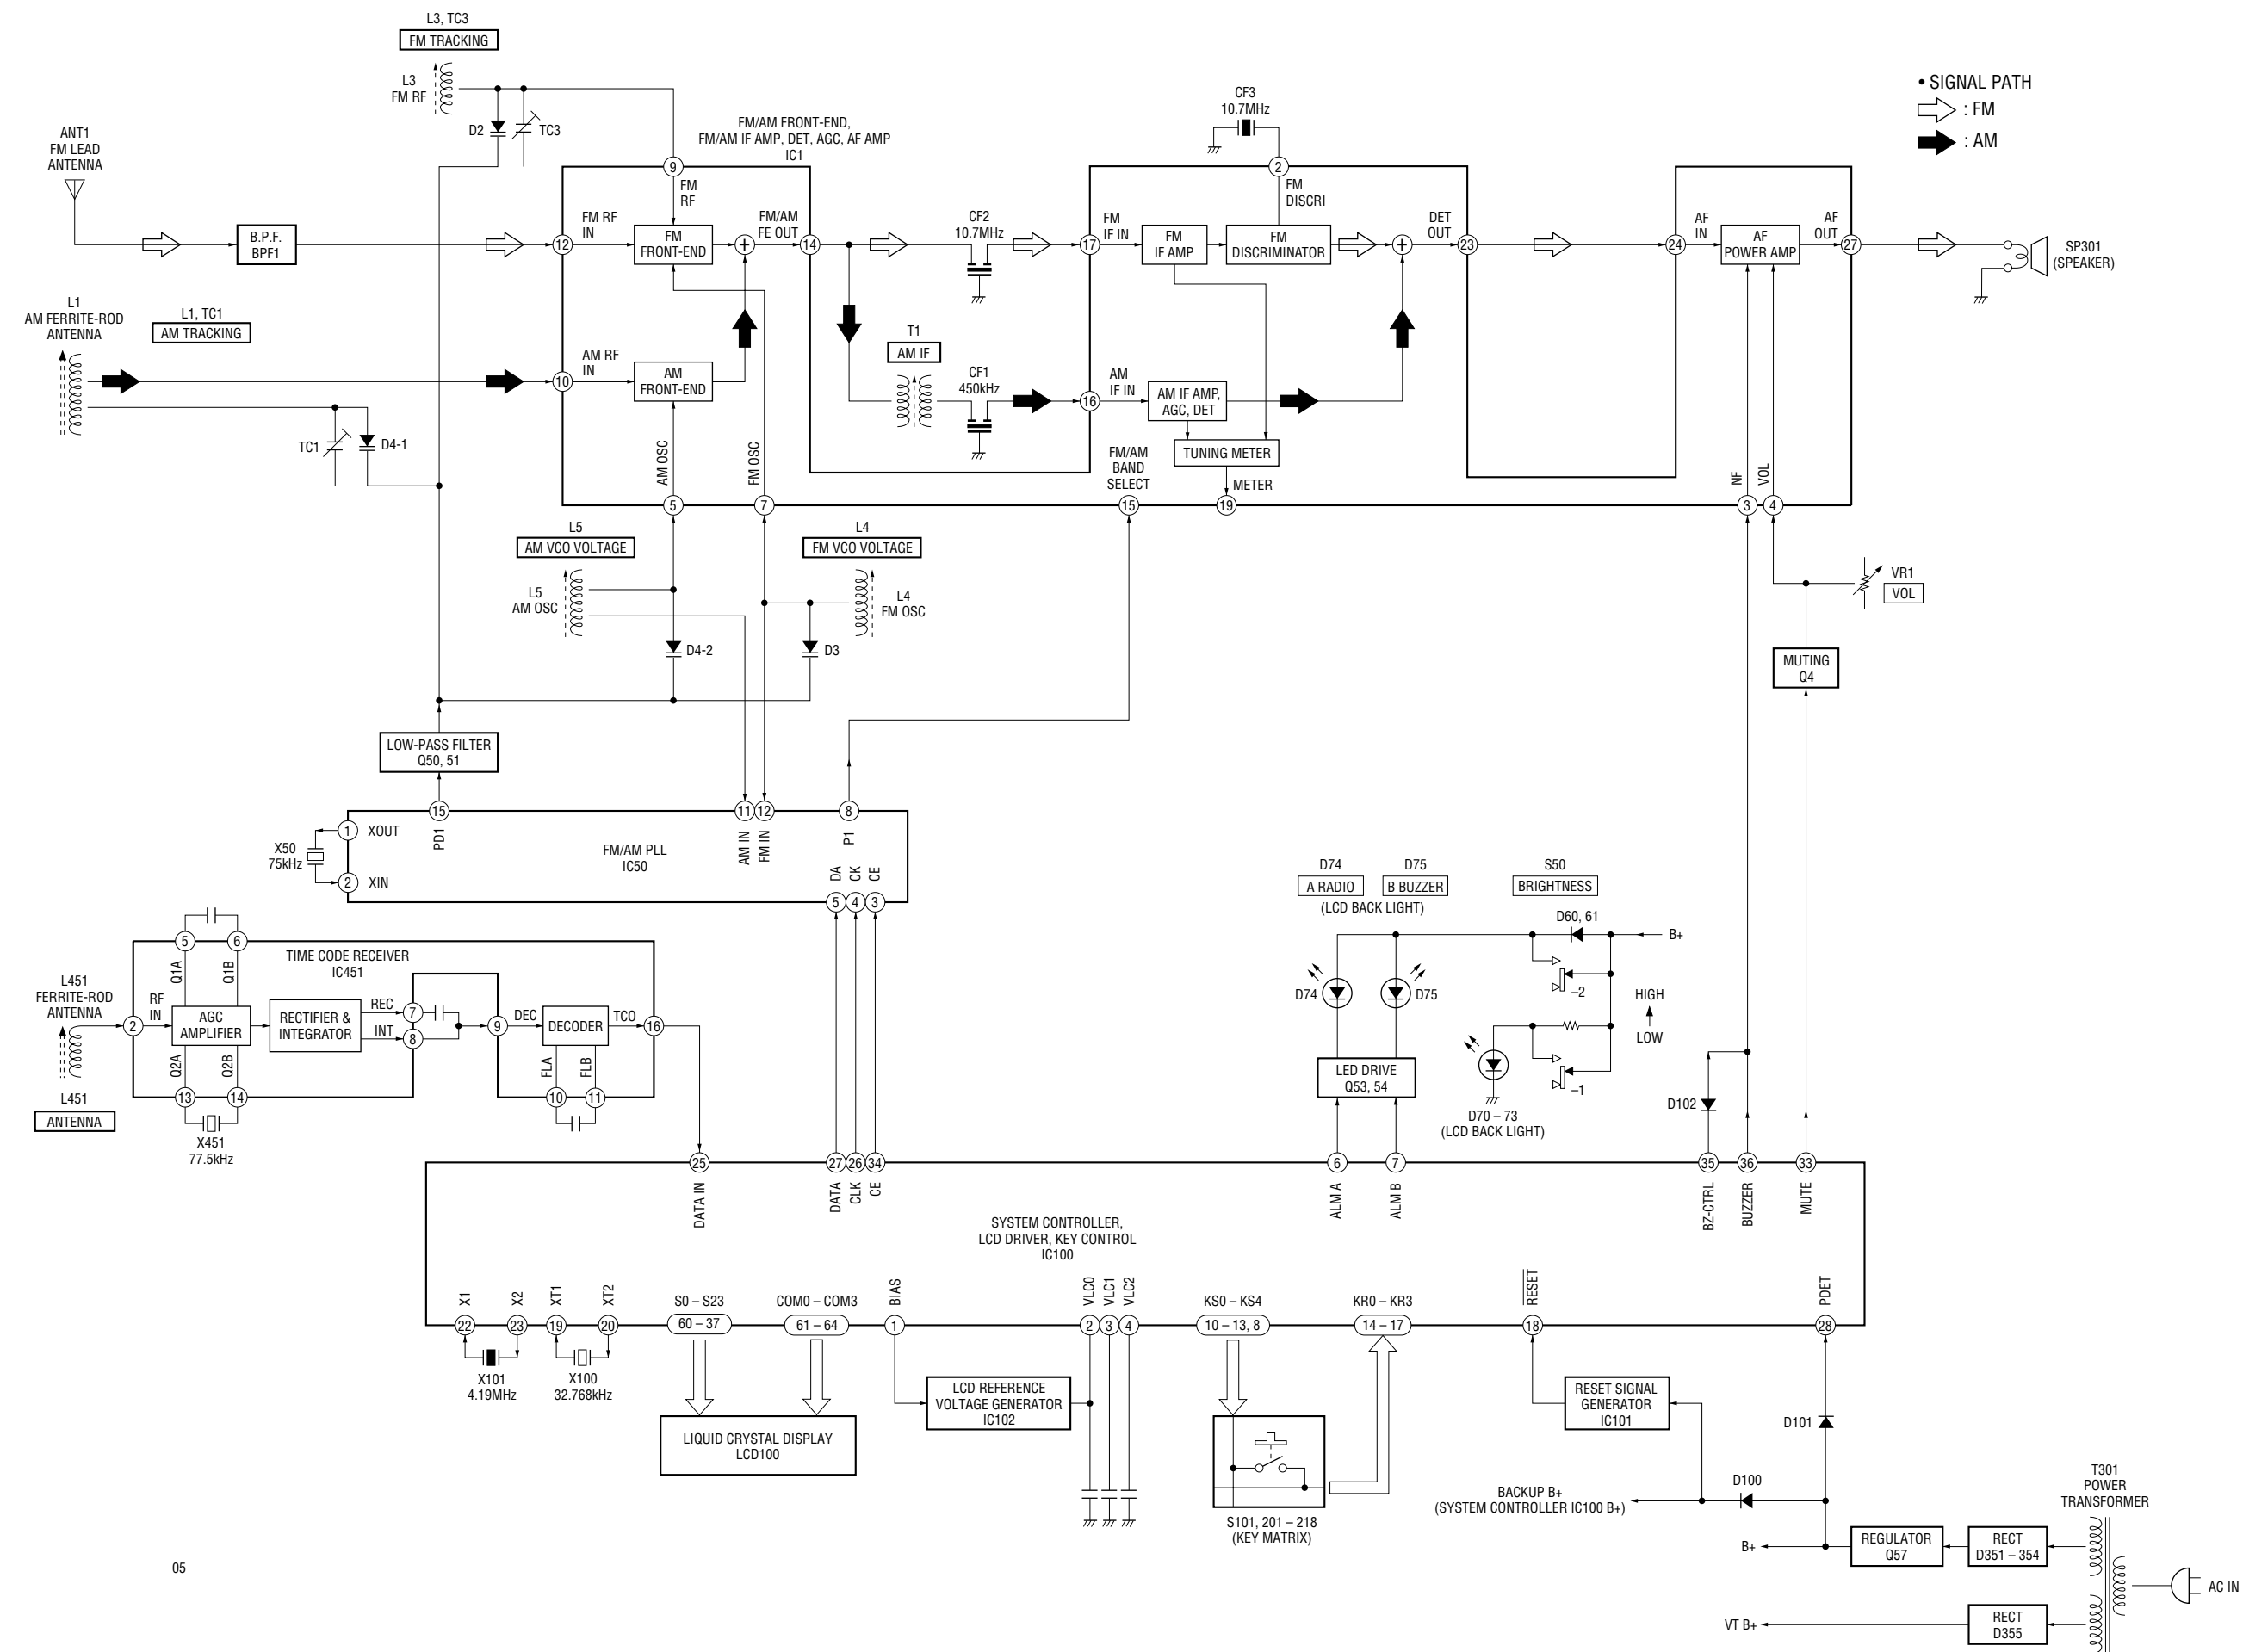 L3, TC3
FM TRACKING
L3
FM RF
D2
TC3
ANT1
FM LEAD
ANTENNA
B.P.F.
BPF1
L1
AM FERRITE-ROD
ANTENNA
L1, TC1
AM TRACKING
TC1
D4-1
FM/AM FRONT-END,
FM/AM IF AMP, DET, AGC, AF AMP
IC1
9
FM
RF
FM RF
IN
12
FM
FRONT-END
+
FM/AM
FE OUT
14
AM RF
IN
10
AM
FRONT-END
AM OSC
FM OSC
5
7
CF2
10.7MHz
T1
AM IF
CF1
450kHz
CF3
10.7MHz
2
FM
DISCRI
17
FM
IF IN
FM
IF AMP
FM
DISCRIMINATOR
+
DET
OUT
23
16
AM
IF IN
AM IF AMP,
AGC, DET
TUNING METER
METER
19
FM/AM
BAND
SELECT
15
24
AF
IN
AF
POWER AMP
AF
OUT
27
NF
VOL
3
4
SP301
(SPEAKER)
• SIGNAL PATH
: FM
: AM
L5
AM VCO VOLTAGE
L5
AM OSC
D4-2
L4
FM VCO VOLTAGE
L4
FM OSC
D3
VR1
VOL
MUTING
Q4
LOW-PASS FILTER
Q50, 51
15
PD1
11
AM IN
12
FM IN
8
P1
1
XOUT
2
XIN
X50
75kHz
FM/AM PLL
IC50
DA
CK
CE
5
4
3
TIME CODE RECEIVER
IC451
5
6
Q1A
Q1B
L451
FERRITE-ROD
ANTENNA
L451
ANTENNA
2
RF
IN
AGC
AMPLIFIER
RECTIFIER &
INTEGRATOR
REC
7
INT
8
9
DEC
DECODER
TCO
16
Q2A
Q2B
13
14
X451
77.5kHz
FLA
FLB
10
11
D74
A RADIO
D75
B BUZZER
(LCD BACK LIGHT)
S50
BRIGHTNESS
D60, 61
B+
D74
D75
–2
HIGH
LOW
–1
LED DRIVE
Q53, 54
D70 – 73
(LCD BACK LIGHT)
D102
25
DATA IN
27
DATA
26
CLK
34
CE
6
ALM A
7
ALM B
35
BZ-CTRL
36
BUZZER
33
MUTE
SYSTEM CONTROLLER,
LCD DRIVER, KEY CONTROL
IC100
X1
22
X2
23
X101
4.19MHz
XT1
19
XT2
20
X100
32.768kHz
S0 – S23
60 – 37
COM0 – COM3
61 – 64
LIQUID CRYSTAL DISPLAY
LCD100
BIAS
1
LCD REFERENCE
VOLTAGE GENERATOR
IC102
VLC0
VLC1
VLC2
2
3
4
KS0 – KS4
10 – 13, 8
KR0 – KR3
14 – 17
S101, 201 – 218
(KEY MATRIX)
RESET
18
RESET SIGNAL
GENERATOR
IC101
PDET
28
D101
D100
BACKUP B+
(SYSTEM CONTROLLER IC100 B+)
B+
REGULATOR
Q57
RECT
D351 – 354
T301
POWER
TRANSFORMER
AC IN
VT B+
RECT
D355
05